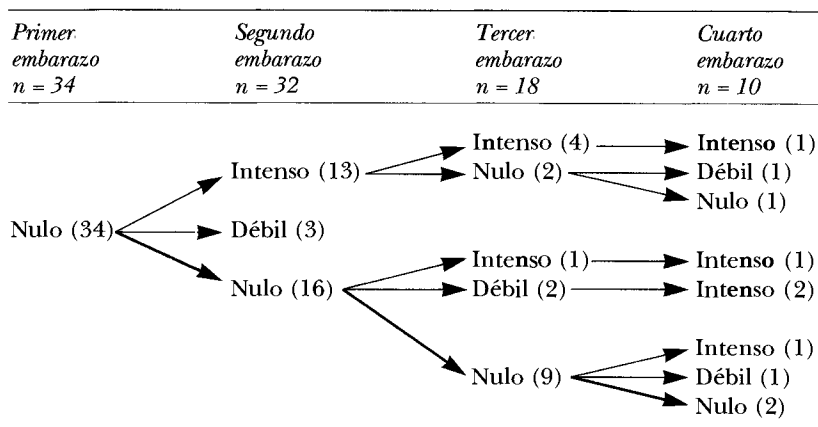 Primer Segundo Tercer Cuarto
embarazo embarazo embarazo embarazo
n = 34 n = 32 n = 18 n = 10
Intenso (4) Intenso (1)
Intenso (13) Nulo (2) Débil (1)
Nulo (1)
Nulo (34) Débil (3)
Intenso (1) Intenso (1)
Nulo (16) Débil (2) Intenso (2)
Intenso (1)
Nulo (9) Débil (1)
Nulo (2)